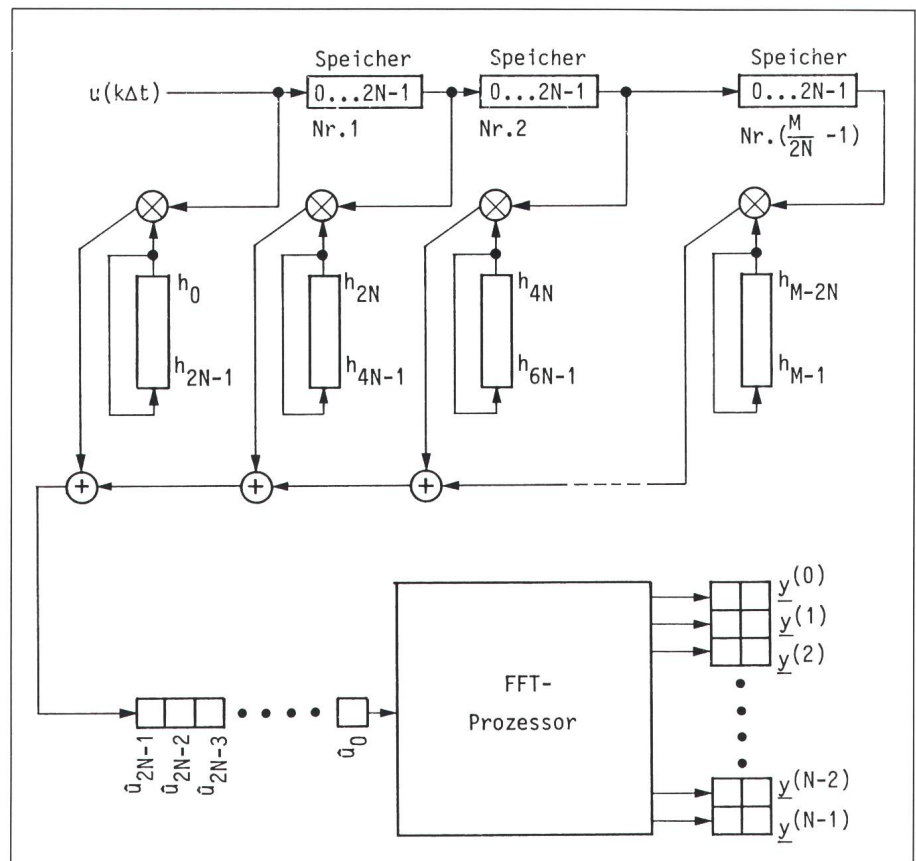 Speicher Speicher Speicher
u(kΔt) 0...2N-1 0...2N-1 0...2N-1
Nr.1 Nr.2 Nr.(M/2N -1)
h0 h2N h4N hM-2N
h2N-1 h4N-1 h6N-1 hM-1
y(0)
y(1)
y(2)
FFT-
Prozessor
û2N-1 û2N-2 û2N-3 û0
y(N-2)
y(N-1)